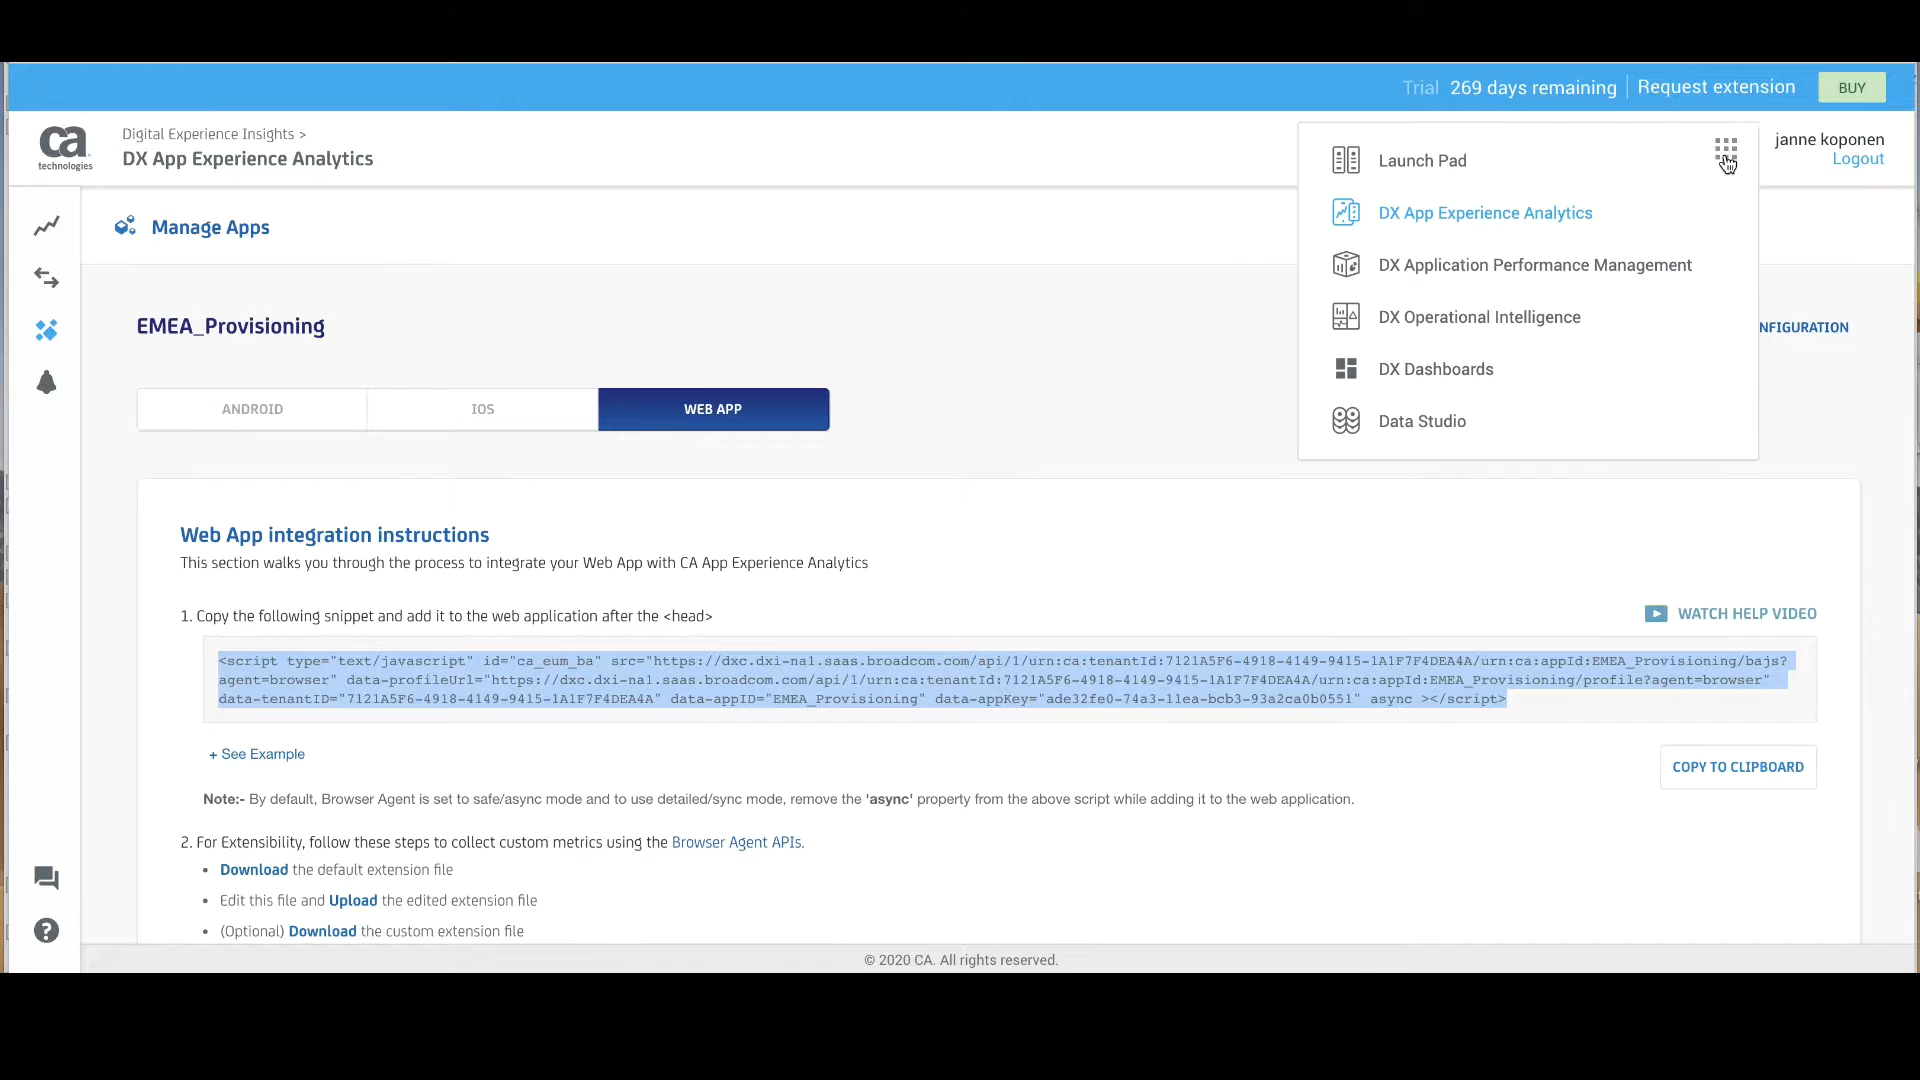 Trial 269 days remaining Request extension BUY
ca technologies
Digital Experience Insights >
DX App Experience Analytics
janne koponen
Logout
Launch Pad
DX App Experience Analytics
DX Application Performance Management
DX Operational Intelligence
DX Dashboards
Data Studio
Manage Apps
EMEA_Provisioning
NFIGURATION
ANDROID IOS WEB APP
Web App integration instructions
This section walks you through the process to integrate your Web App with CA App Experience Analytics
1. Copy the following snippet and add it to the web application after the <head>
WATCH HELP VIDEO
<script type="text/javascript" id="ca_eum_ba" src="https://dxc.dxi-na1.saas.broadcom.com/api/1/urn:ca:tenantId:7121A5F6-4918-4149-9415-1A1F7F4DEA4A/urn:ca:appId:EMEA_Provisioning/bajs?
agent=browser" data-profileUrl="https://dxc.dxi-na1.saas.broadcom.com/api/1/urn:ca:tenantId:7121A5F6-4918-4149-9415-1A1F7F4DEA4A/urn:ca:appId:EMEA_Provisioning/profile?agent=browser"
data-tenantID="7121A5F6-4918-4149-9415-1A1F7F4DEA4A" data-appID="EMEA_Provisioning" data-appKey="ade32fe0-74a3-11ea-bcb3-93a2ca0b0551" async ></script>
+ See Example
COPY TO CLIPBOARD
Note:- By default, Browser Agent is set to safe/async mode and to use detailed/sync mode, remove the 'async' property from the above script while adding it to the web application.
2. For Extensibility, follow these steps to collect custom metrics using the Browser Agent APIs.
• Download the default extension file
• Edit this file and Upload the edited extension file
• (Optional) Download the custom extension file
© 2020 CA. All rights reserved.